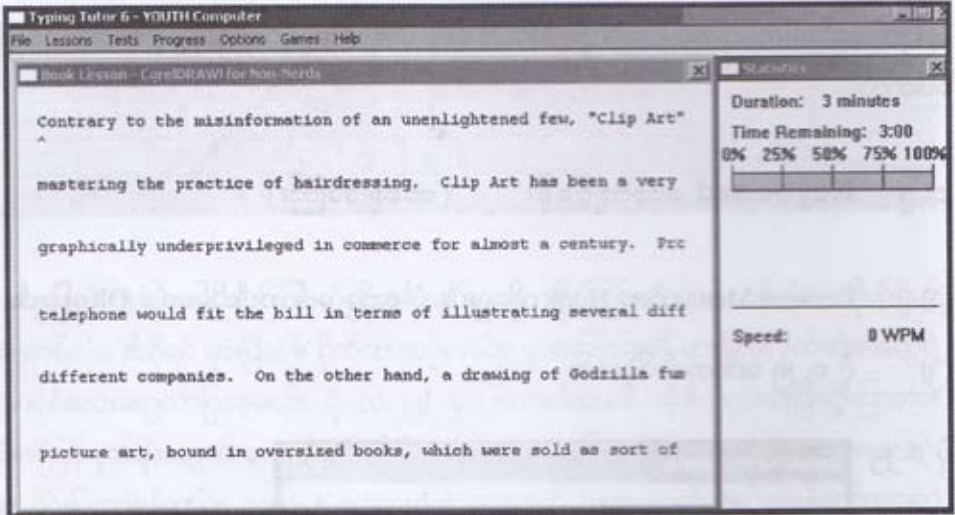 Typing Tutor 6 - YOUTH Computer
File Lessons Tests Progress Options Games Help
Book Lesson - CorelDRAW! for Non-Nerds
Contrary to the misinformation of an unenlightened few, "Clip Art"
^
mastering the practice of hairdressing. Clip Art has been a very
graphically underprivileged in commerce for almost a century. Prc
telephone would fit the bill in terms of illustrating several diff
different companies. On the other hand, a drawing of Godzilla fum
picture art, bound in oversized books, which were sold as sort of
Statistics
Duration: 3 minutes
Time Remaining: 3:00
0% 25% 50% 75% 100%
Speed: 0 WPM